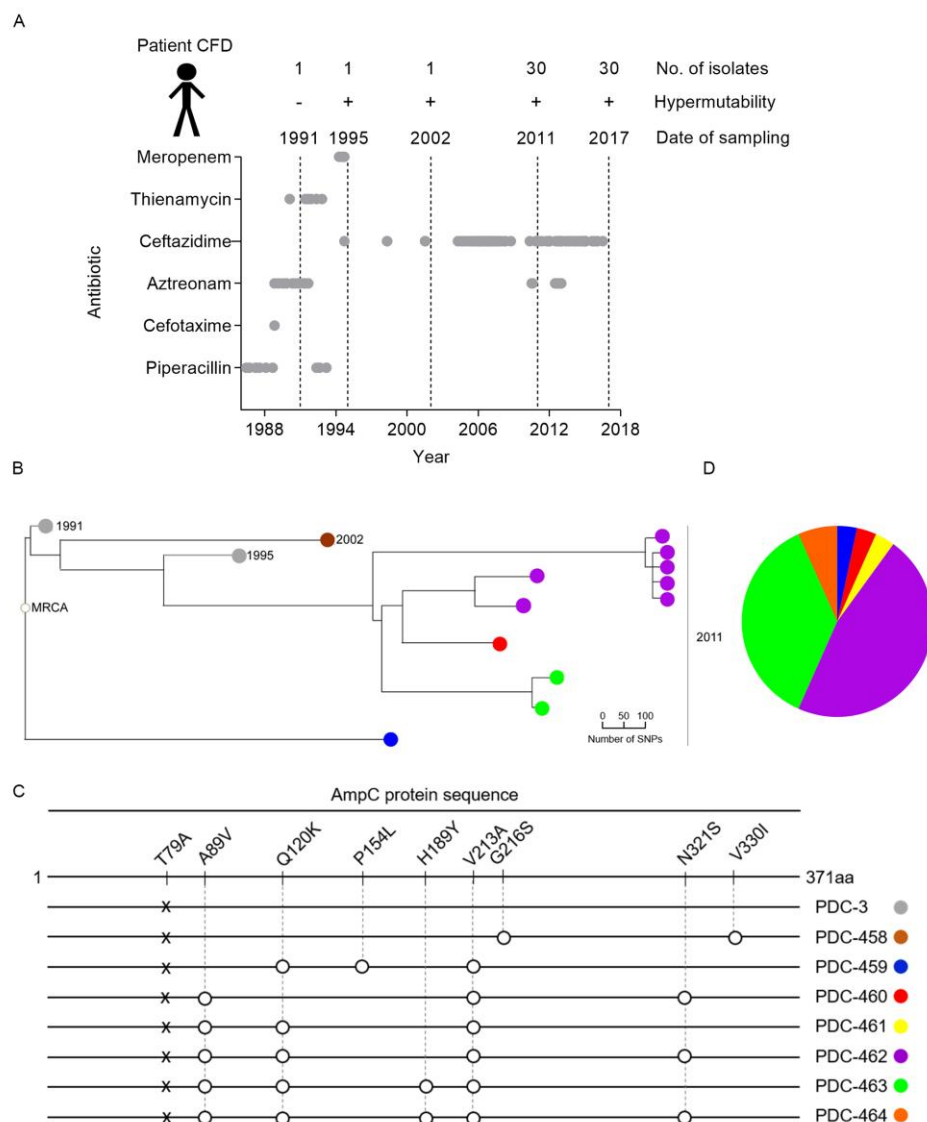 A
Patient CFD
1 1 1 30 30 No. of isolates
- + + + + Hypermutability
1991 1995 2002 2011 2017 Date of sampling
Meropenem
Thienamycin
Ceftazidime
Aztreonam
Cefotaxime
Piperacillin
Antibiotic
1988 1994 2000 2006 2012 2018
Year
B
D
1991
2002
1995
MRCA
2011
0 50 100
Number of SNPs
C
AmpC protein sequence
T79A A89V Q120K P154L H189Y V213A G216S N321S V330I
1 371aa
x PDC-3
x PDC-458
x PDC-459
x PDC-460
x PDC-461
x PDC-462
x PDC-463
x PDC-464